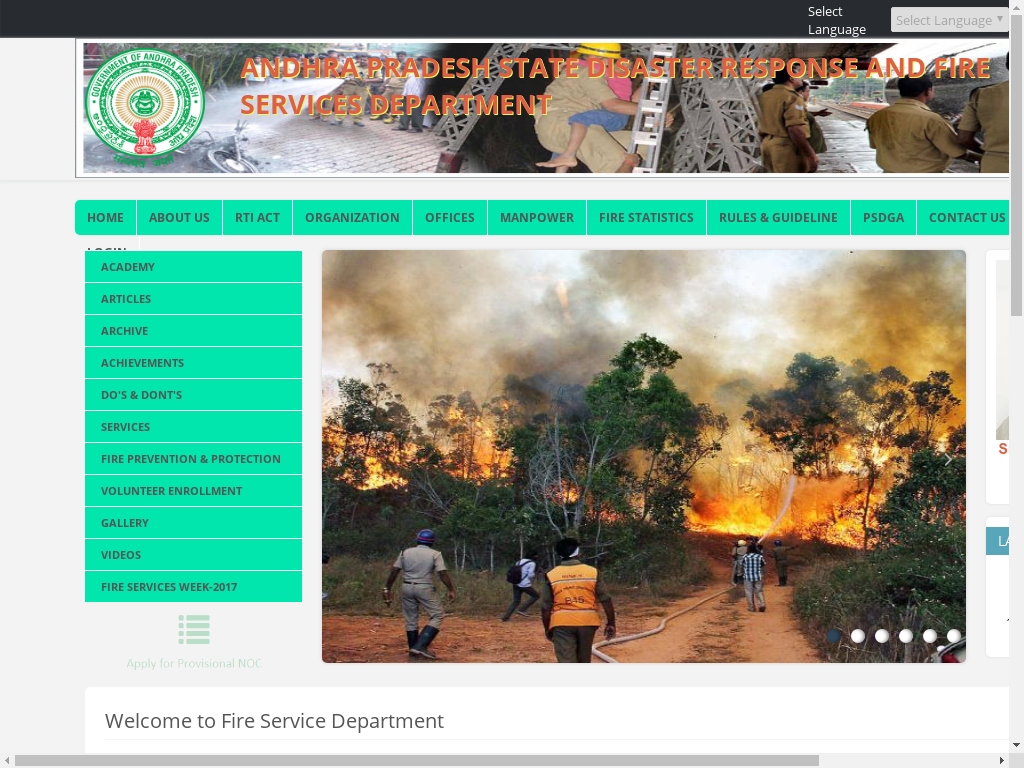 Select
Language
Select Language ▼
GOVERNMENT OF ANDHRA PRADESH
ANDHRA PRADESH STATE DISASTER RESPONSE AND FIRE
SERVICES DEPARTMENT
HOME ABOUT US RTI ACT ORGANIZATION OFFICES MANPOWER FIRE STATISTICS RULES & GUIDELINE PSDGA CONTACT US
LOGIN
ACADEMY
ARTICLES
ARCHIVE
ACHIEVEMENTS
DO'S & DONT'S
SERVICES
FIRE PREVENTION & PROTECTION
VOLUNTEER ENROLLMENT
GALLERY
VIDEOS
FIRE SERVICES WEEK-2017
Apply for Provisional NOC
Welcome to Fire Service Department